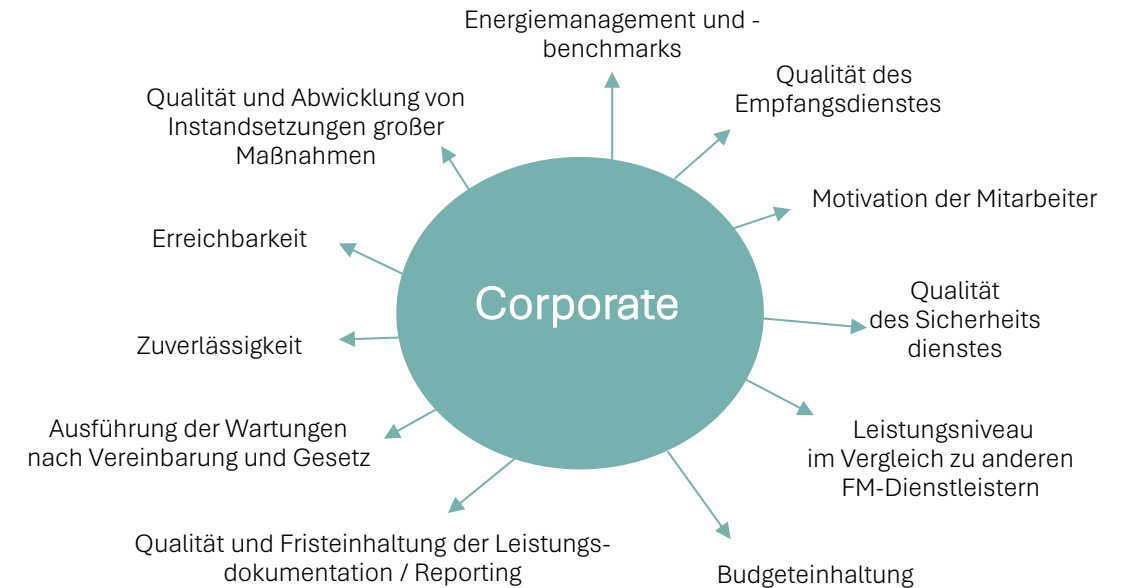 Energiemanagement und -
benchmarks
Qualität des
Empfangsdienstes
Motivation der Mitarbeiter
Qualität
des Sicherheits
dienstes
Leistungsniveau
im Vergleich zu anderen
FM-Dienstleistern
Budgeteinhaltung
Qualität und Fristeinhaltung der Leistungs-
dokumentation / Reporting
Ausführung der Wartungen
nach Vereinbarung und Gesetz
Zuverlässigkeit
Erreichbarkeit
Qualität und Abwicklung von
Instandsetzungen großer
Maßnahmen
Corporate